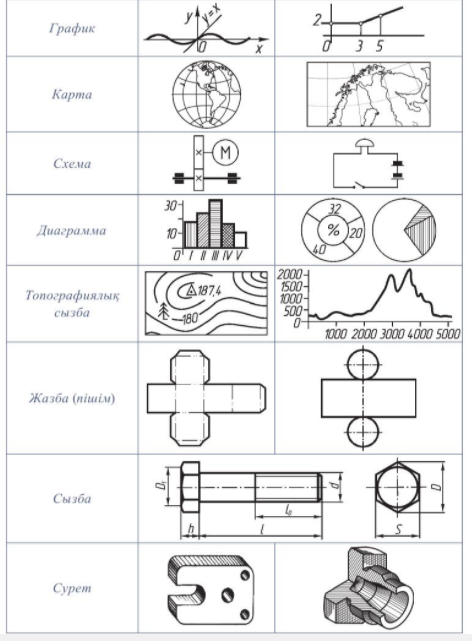 График
y
y=x
0
x
2
0 3 5
Карта
Схема
M
Диаграмма
30
10
0 I II III IV V
32
%
20
40
Топографиялық
сызба
187,4
180
2000
1500
1000
500
0
1000 2000 3000 4000 5000
Жазба (пішім)
Сызба
D₁
d
l₀
h
l
D
S
Сурет